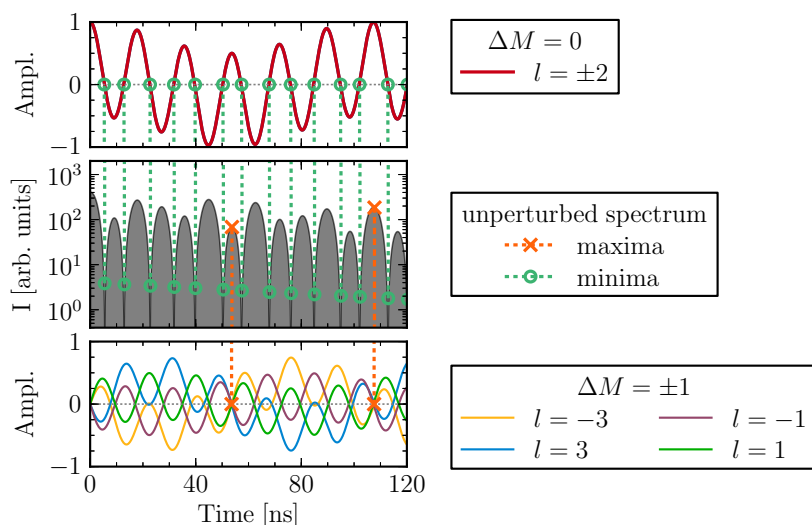 1
0
−1
Ampl.
ΔM = 0
l = ±2
10³
10²
10¹
10⁰
I [arb. units]
unperturbed spectrum
maxima
minima
1
0
−1
Ampl.
0
40
80
120
Time [ns]
ΔM = ±1
l = −3
l = −1
l = 3
l = 1